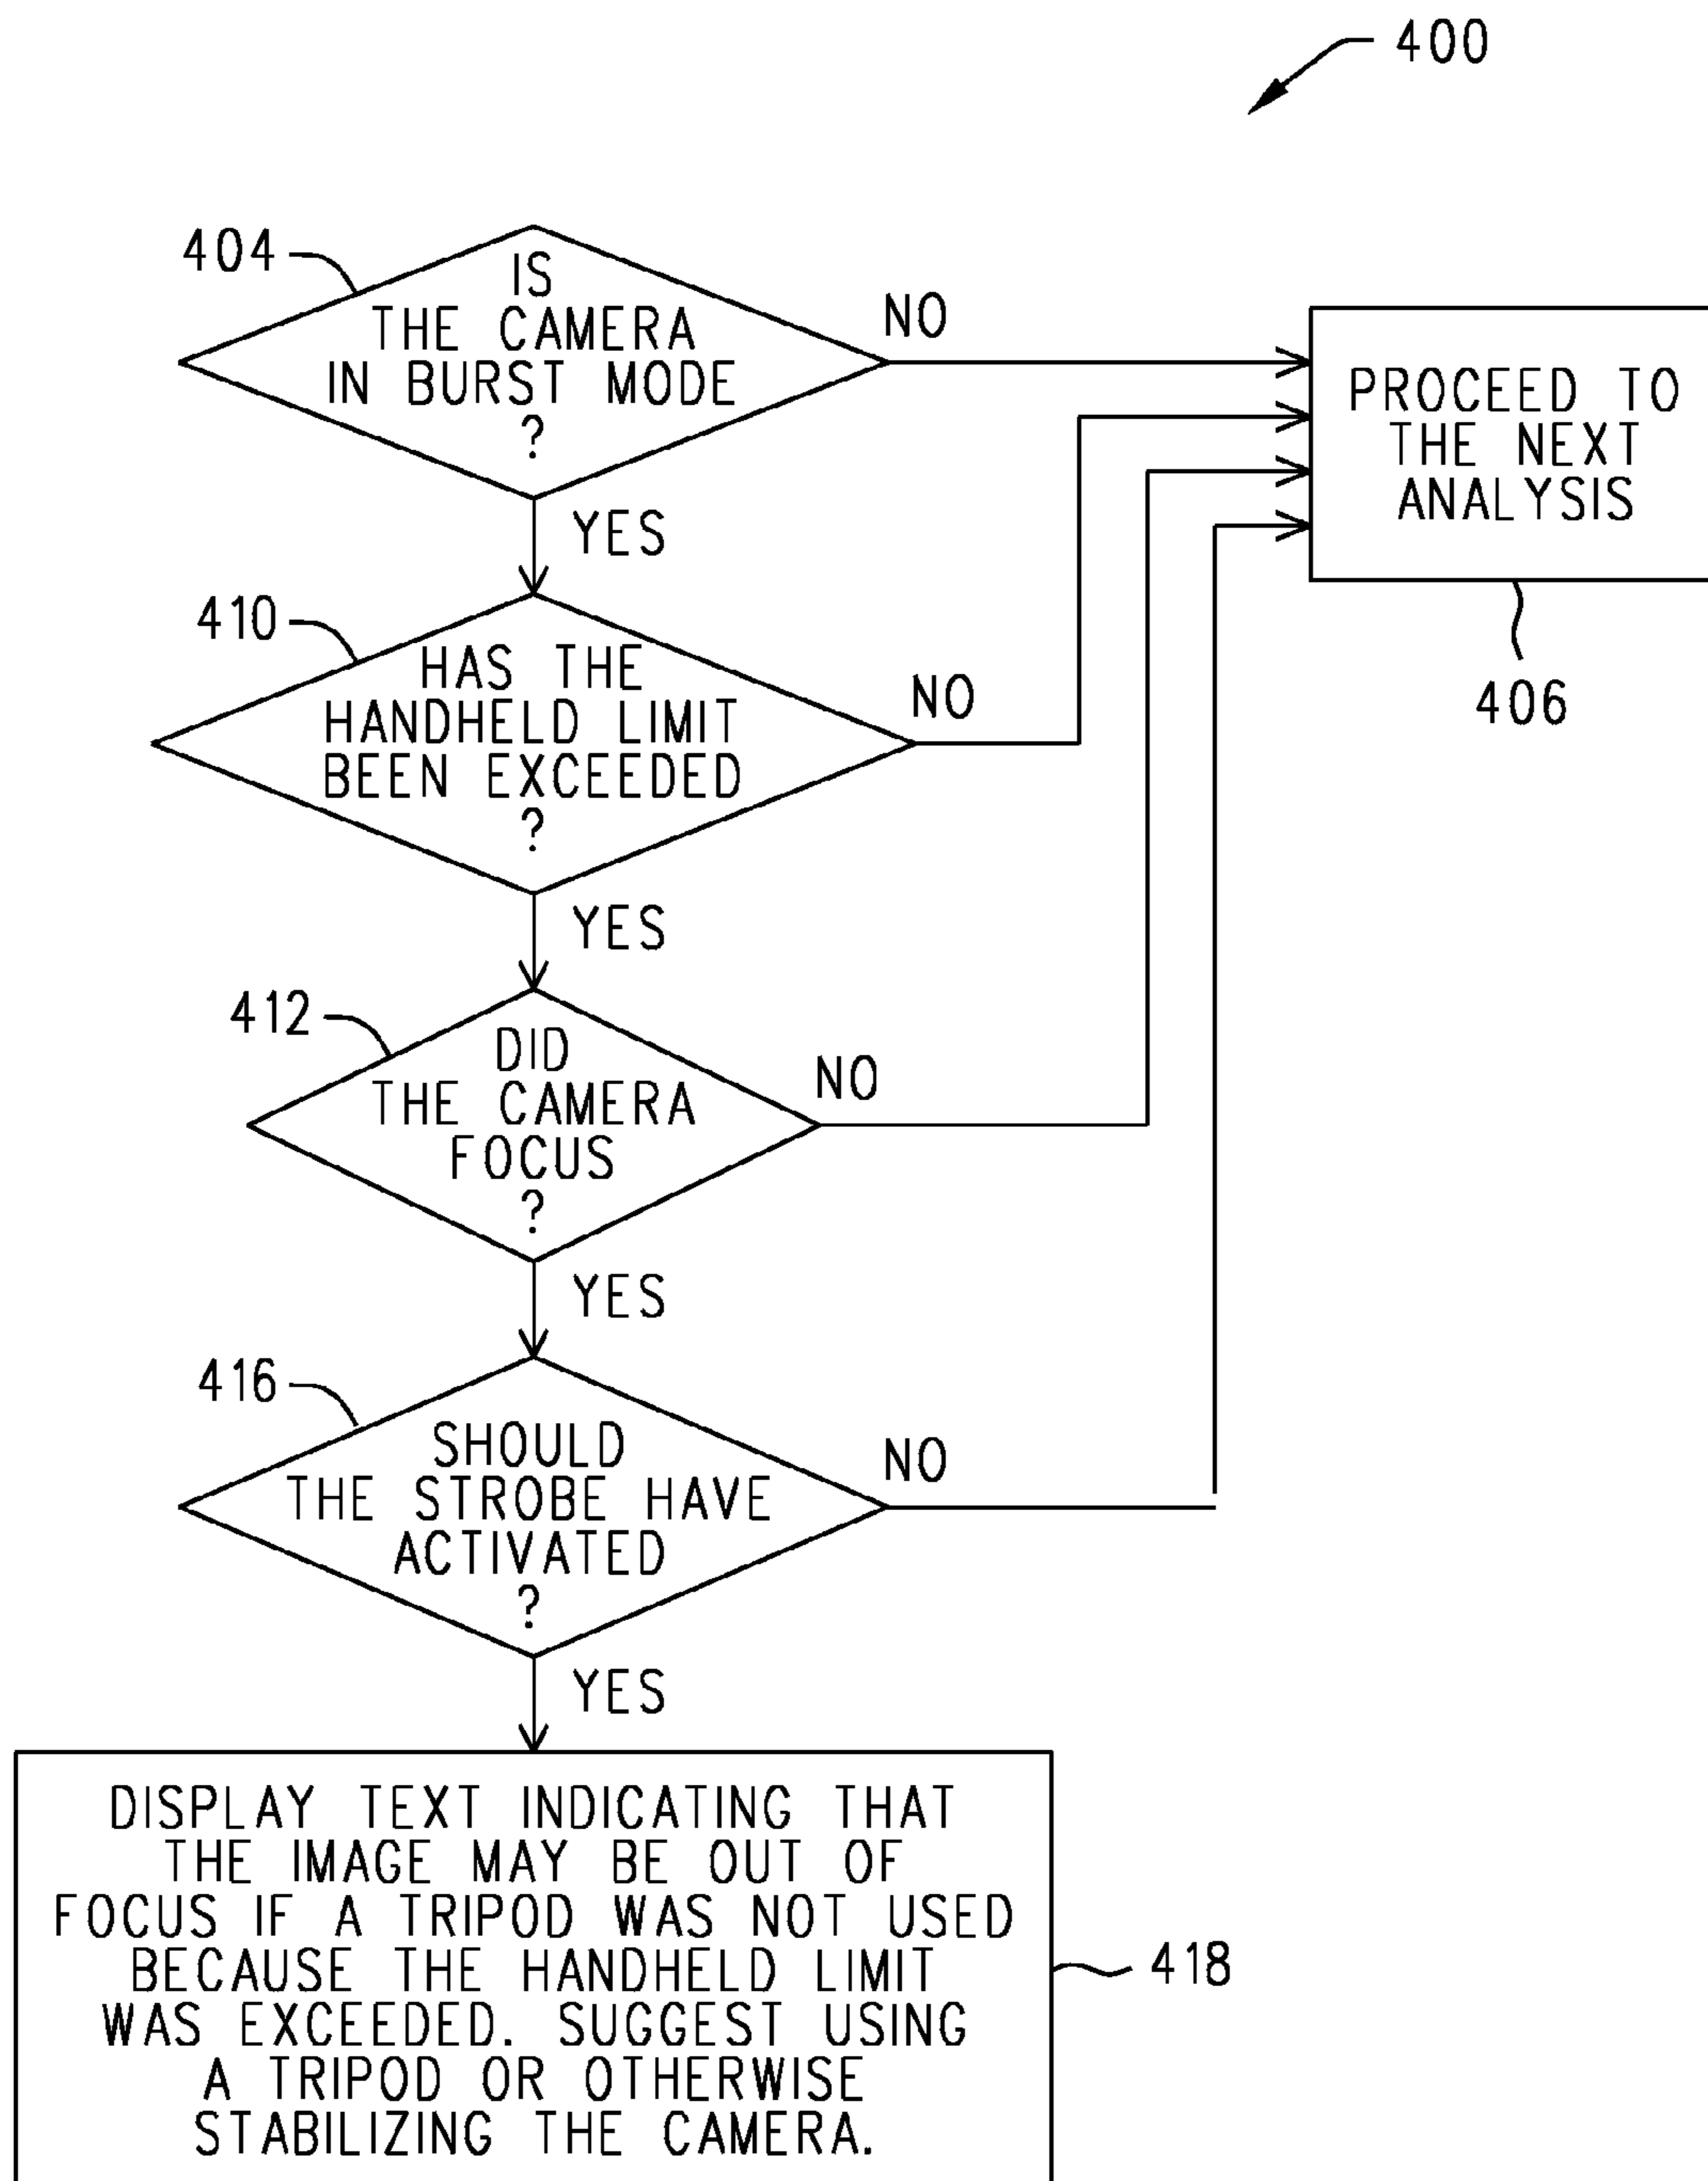 400
404
IS
THE CAMERA
IN BURST MODE
?
NO
YES
PROCEED TO
THE NEXT
ANALYSIS
406
410
HAS THE
HANDHELD LIMIT
BEEN EXCEEDED
?
NO
YES
412
DID
THE CAMERA
FOCUS
?
NO
YES
416
SHOULD
THE STROBE HAVE
ACTIVATED
?
NO
YES
DISPLAY TEXT INDICATING THAT
THE IMAGE MAY BE OUT OF
FOCUS IF A TRIPOD WAS NOT USED
BECAUSE THE HANDHELD LIMIT
WAS EXCEEDED. SUGGEST USING
A TRIPOD OR OTHERWISE
STABILIZING THE CAMERA.
418